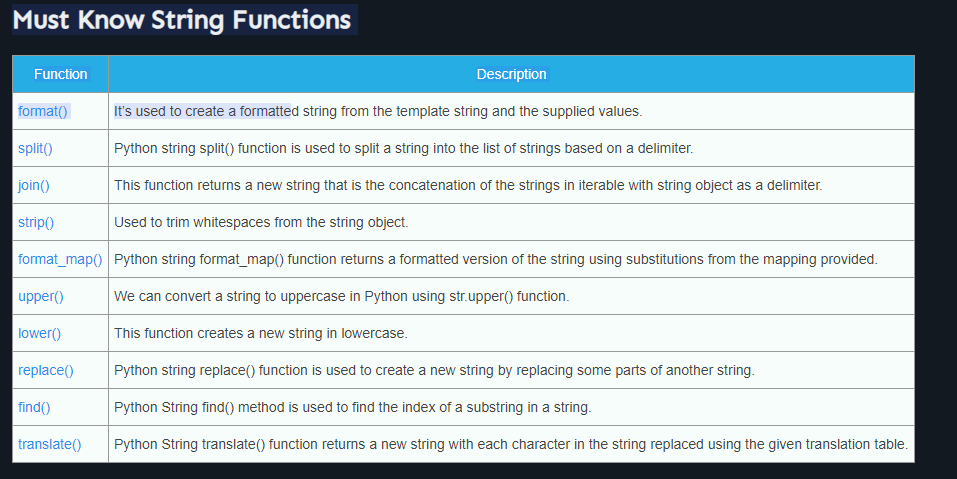 Must Know String Functions
Function Description
format() It's used to create a formatted string from the template string and the supplied values.
split() Python string split() function is used to split a string into the list of strings based on a delimiter.
join() This function returns a new string that is the concatenation of the strings in iterable with string object as a delimiter.
strip() Used to trim whitespaces from the string object.
format_map() Python string format_map() function returns a formatted version of the string using substitutions from the mapping provided.
upper() We can convert a string to uppercase in Python using str.upper() function.
lower() This function creates a new string in lowercase.
replace() Python string replace() function is used to create a new string by replacing some parts of another string.
find() Python String find() method is used to find the index of a substring in a string.
translate() Python String translate() function returns a new string with each character in the string replaced using the given translation table.